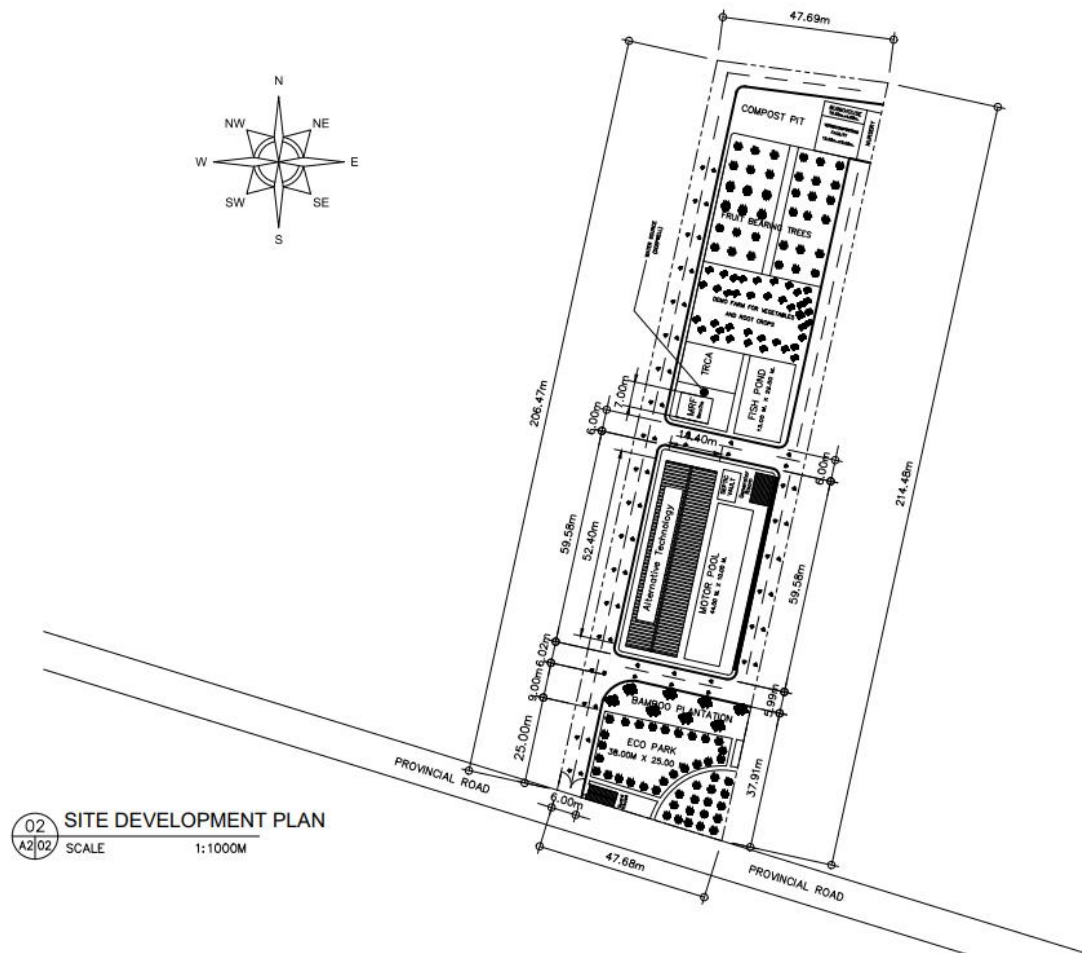 47.69m
N
NW
NE
W
E
SW
SE
S
COMPOST PIT
NURSERY
FRUIT BEARING TREES
DEMO FARM FOR VEGETABLES
AND ROOT CROPS
206.47m
214.48m
TRCA
MRF
FISH POND
7.00m
6.00m
18.40m
6.00m
SEPTIC
VAULT
Alternative Technology
MOTOR POOL
59.58m
52.40m
59.58m
6.02m
9.00m
5.99m
25.00m
BAMBOO PLANTATION
ECO PARK
38.00M X 25.00
37.91m
PROVINCIAL ROAD
6.00m
47.68m
PROVINCIAL ROAD
02
A2 02
SITE DEVELOPMENT PLAN
SCALE 1:1000M